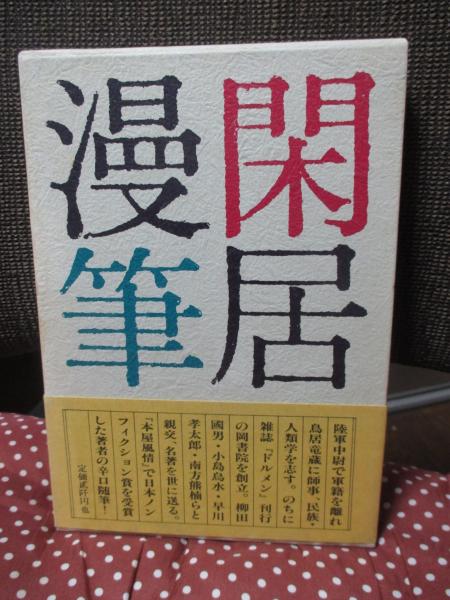 閑居
漫筆
陸軍中尉で軍籍を離れ
鳥居竜蔵に師事、民族・
人類学を志す。のちに
雑誌『ドルメン』刊行
の岡書院を創立。柳田
國男・小島烏水・早川
孝太郎・南方熊楠らと
親交、名著を世に送る。
『本屋風情』で日本ノン
フィクション賞を受賞
した著者の辛口随筆!
定価貳阡円也